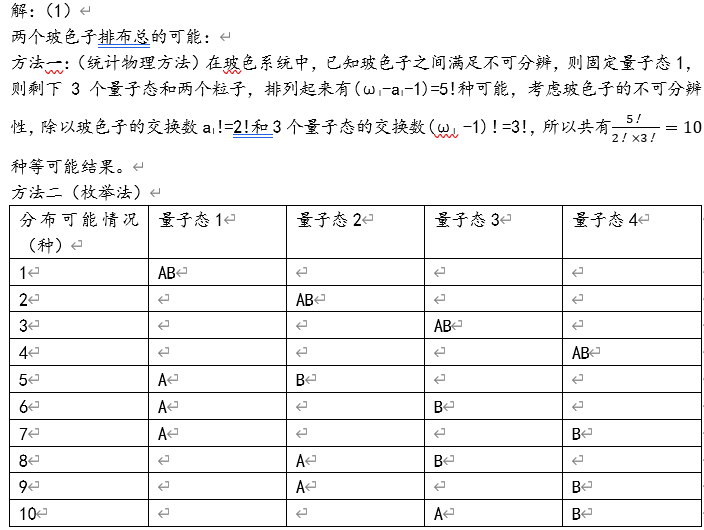 解：（1）
两个玻色子排布总的可能：
方法一：（统计物理方法）在玻色系统中，已知玻色子之间满足不可分辨，则固定量子态1，
则剩下 3 个量子态和两个粒子，排列起来有(ω₁-a₁-1)=5!种可能，考虑玻色子的不可分辨
性，除以玻色子的交换数a₁!=2!和3个量子态的交换数(ω₁ -1)！=3!，所以共有 5！/2！×3！ = 10
种等可能结果。↵
方法二（枚举法）↵
分布可能情况（种）↵ 量子态1↵ 量子态2↵ 量子态3↵ 量子态4↵
1↵ AB↵ ↵ ↵ ↵
2↵ ↵ AB↵ ↵ ↵
3↵ ↵ ↵ AB↵ ↵
4↵ ↵ ↵ ↵ AB↵
5↵ A↵ B↵ ↵ ↵
6↵ A↵ ↵ B↵ ↵
7↵ A↵ ↵ ↵ B↵
8↵ ↵ A↵ B↵ ↵
9↵ ↵ A↵ ↵ B↵
10↵ ↵ ↵ A↵ B↵